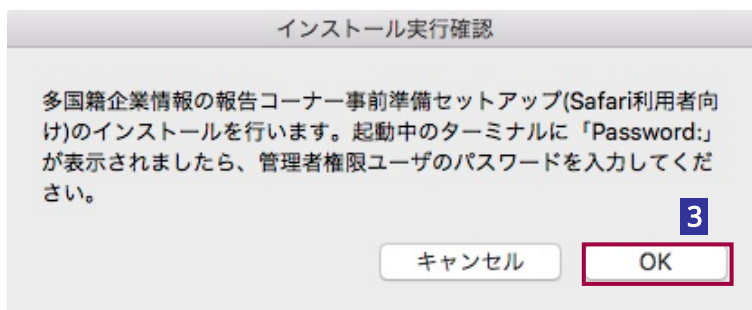 インストール実行確認
多国籍企業情報の報告コーナー事前準備セットアップ(Safari利用者向
け)のインストールを行います。起動中のターミナルに「Password:」
が表示されましたら、管理者権限ユーザのパスワードを入力してくだ
さい。
3
キャンセル OK